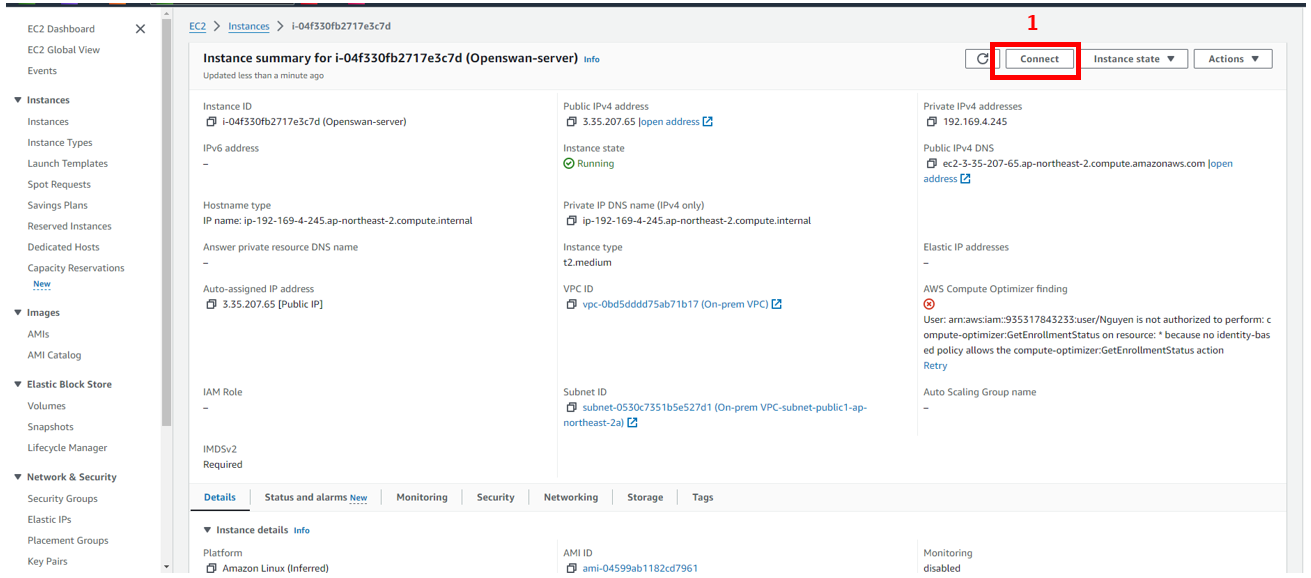 1
EC2 Dashboard
EC2 Global View
Events
Instances
Instances
Instance Types
Launch Templates
Spot Requests
Savings Plans
Reserved Instances
Dedicated Hosts
Capacity Reservations
New
Images
AMIs
AMI Catalog
Elastic Block Store
Volumes
Snapshots
Lifecycle Manager
Network & Security
Security Groups
Elastic IPs
Placement Groups
Key Pairs
EC2 > Instances > i-04f330fb2717e3c7d
Instance summary for i-04f330fb2717e3c7d (Openswan-server) Info
Updated less than a minute ago
Connect
Instance state
Actions
Instance ID
i-04f330fb2717e3c7d (Openswan-server)
Public IPv4 address
3.35.207.65 |open address
Private IPv4 addresses
192.169.4.245
IPv6 address
–
Instance state
Running
Public IPv4 DNS
ec2-3-35-207-65.ap-northeast-2.compute.amazonaws.com |open
address
Hostname type
IP name: ip-192-169-4-245.ap-northeast-2.compute.internal
Private IP DNS name (IPv4 only)
ip-192-169-4-245.ap-northeast-2.compute.internal
Answer private resource DNS name
–
Instance type
t2.medium
Elastic IP addresses
–
Auto-assigned IP address
3.35.207.65 [Public IP]
VPC ID
vpc-0bd5dddd75ab71b17 (On-prem VPC)
AWS Compute Optimizer finding
User: arn:aws:iam::935317843233:user/Nguyen is not authorized to perform: c
ompute-optimizer:GetEnrollmentStatus on resource: * because no identity-bas
ed policy allows the compute-optimizer:GetEnrollmentStatus action
Retry
IAM Role
–
Subnet ID
subnet-0530c7351b5e527d1 (On-prem VPC-subnet-public1-ap-
northeast-2a)
Auto Scaling Group name
–
IMDSv2
Required
Details
Status and alarms New
Monitoring
Security
Networking
Storage
Tags
Instance details Info
Platform
Amazon Linux (Inferred)
AMI ID
ami-04599ab1182cd7961
Monitoring
disabled